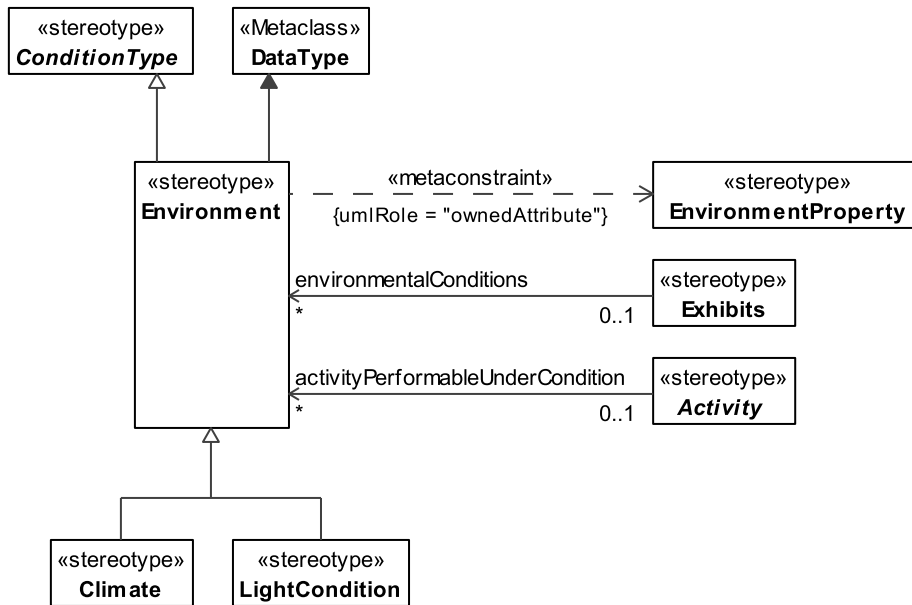 «stereotype»
ConditionType
«Metaclass»
DataType
«stereotype»
Environment
«metaconstraint»
{umlRole = "ownedAttribute"}
«stereotype»
EnvironmentProperty
environmentalConditions
*
0..1
«stereotype»
Exhibits
activityPerformableUnderCondition
*
0..1
«stereotype»
Activity
«stereotype»
Climate
«stereotype»
LightCondition